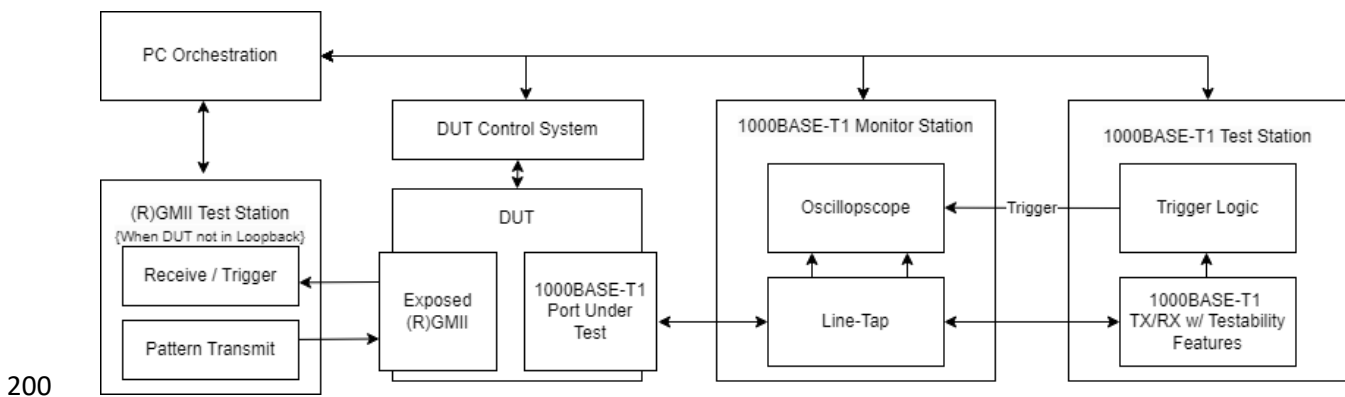 PC Orchestration
DUT Control System
1000BASE-T1 Monitor Station
1000BASE-T1 Test Station
(R)GMII Test Station
{When DUT not in Loopback}
Receive / Trigger
Pattern Transmit
DUT
Exposed
(R)GMII
1000BASE-T1
Port Under
Test
Oscillopscope
Line-Tap
Trigger
Trigger Logic
1000BASE-T1
TX/RX w/ Testability
Features
200